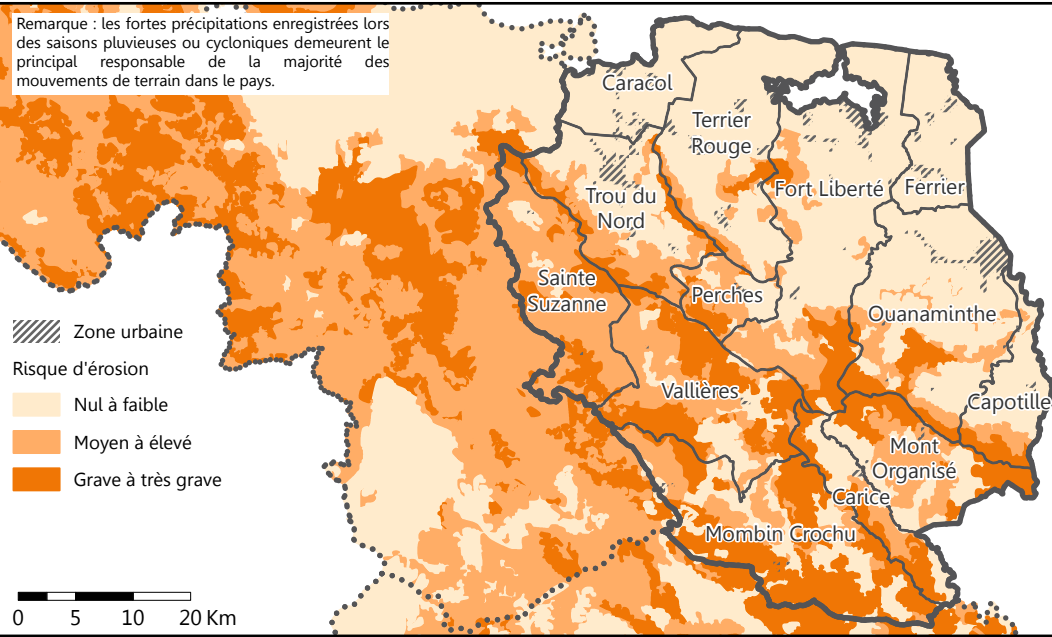 Remarque : les fortes précipitations enregistrées lors
des saisons pluvieuses ou cycloniques demeurent le
principal responsable de la majorité des
mouvements de terrain dans le pays.
Caracol
Terrier
Rouge
Trou du
Nord
Fort Liberté
Ferrier
Sainte
Suzanne
Perches
Ouanaminthe
Vallières
Capotille
Mont
Organisé
Carice
Mombin Crochu
Zone urbaine
Risque d'érosion
Nul à faible
Moyen à élevé
Grave à très grave
0 5 10 20 Km